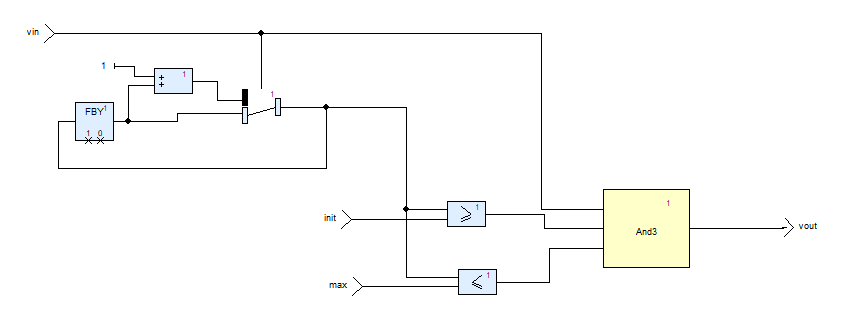 vin
1
+ 1
+
1
FBY 1
1 0
init
≥ 1
1
And3
vout
max
≤ 1